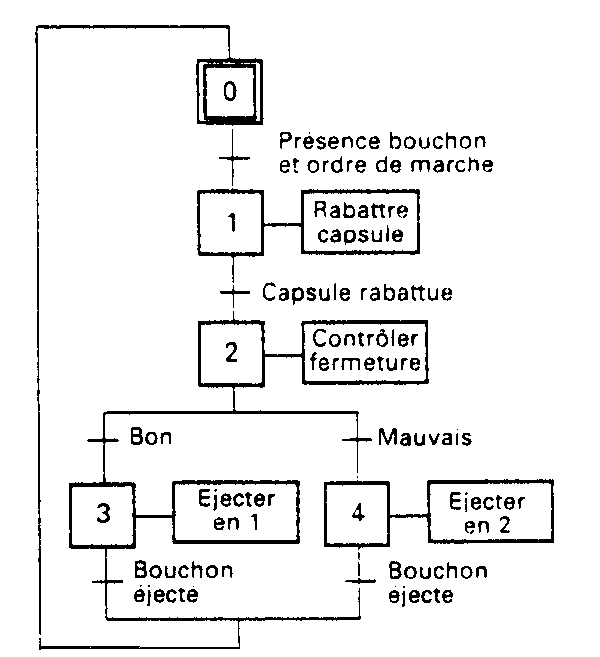 0
Présence bouchon
et ordre de marche
1
Rabattre
capsule
Capsule rabattue
2
Contrôler
fermeture
Bon
Mauvais
3
Ejecter
en 1
4
Ejecter
en 2
Bouchon
éjecté
Bouchon
éjecté